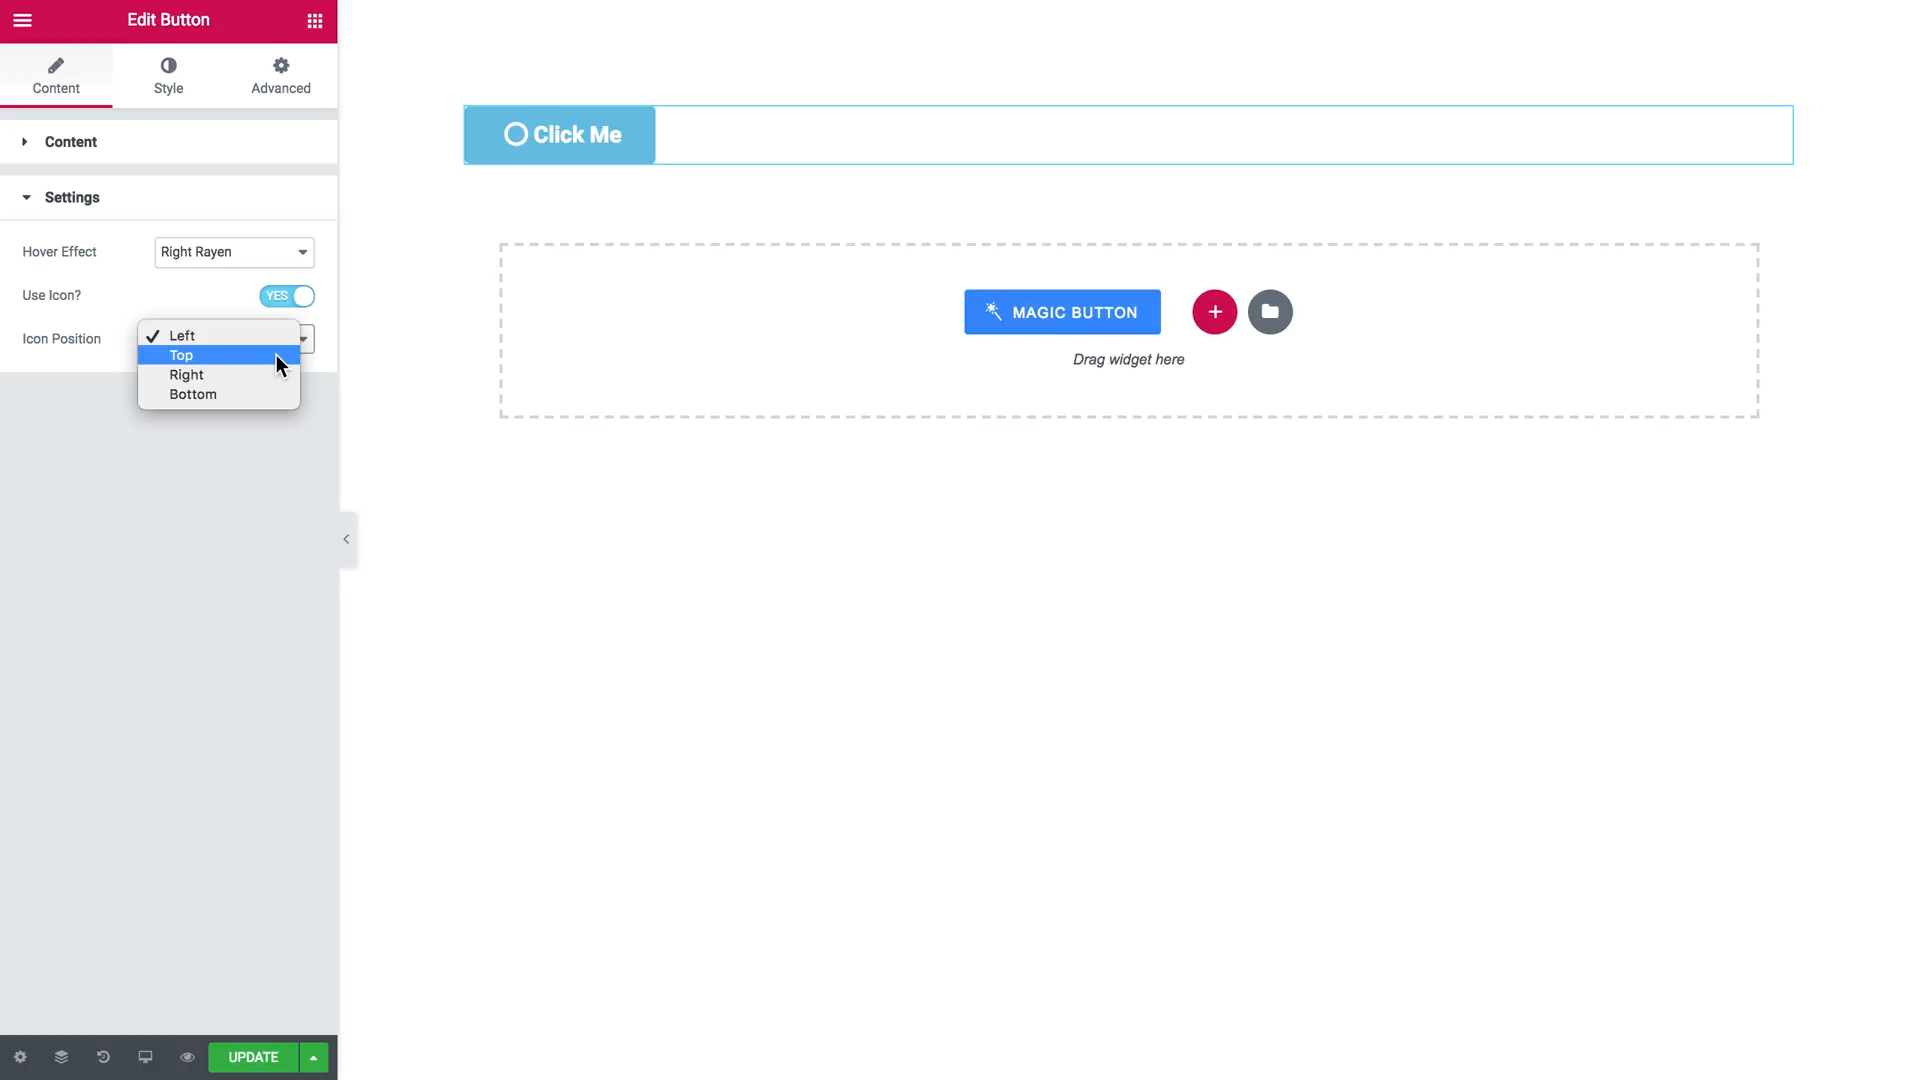 Edit Button
Content
Style
Advanced
Content
Settings
Hover Effect
Right Rayen
Use Icon?
YES
Icon Position
Left
Top
Right
Bottom
UPDATE
Click Me
MAGIC BUTTON
Drag widget here